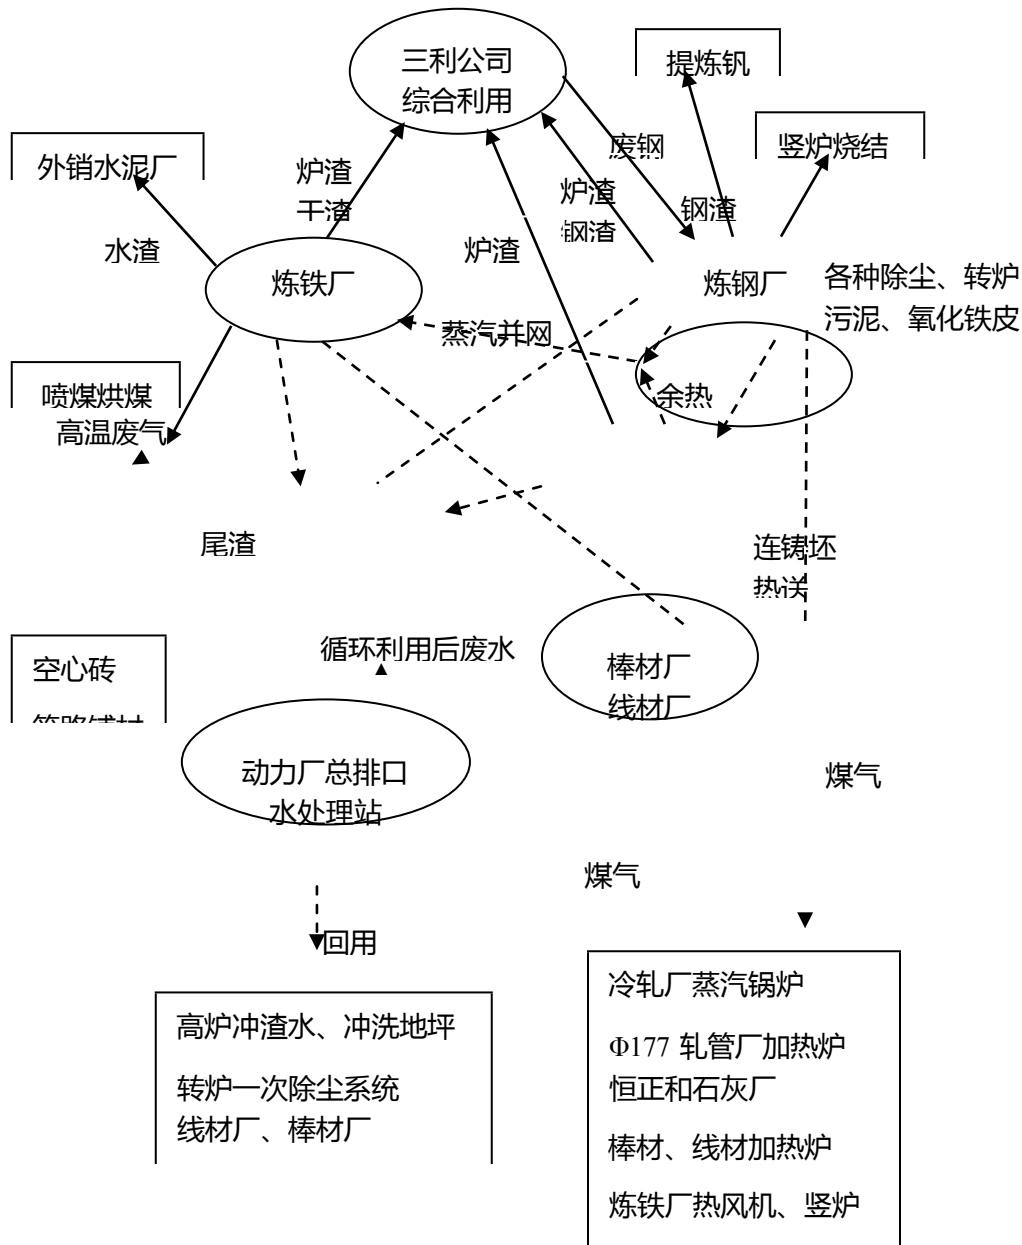 三利公司
综合利用
提炼钒
外销水泥厂
炉渣
干渣
废钢
竖炉烧结
炉渣
钢渣
钢渣
水渣
炉渣
炼铁厂
炼钢厂
各种除尘、转炉
污泥、氧化铁皮
蒸汽并网
喷煤烘煤
高温废气
余热
尾渣
连铸坯
热送
空心砖
循环利用后废水
棒材厂
线材厂
动力厂总排口
水处理站
煤气
煤气
回用
高炉冲渣水、冲洗地坪
转炉一次除尘系统
线材厂、棒材厂
冷轧厂蒸汽锅炉
Φ177 轧管厂加热炉
恒正和石灰厂
棒材、线材加热炉
炼铁厂热风机、竖炉